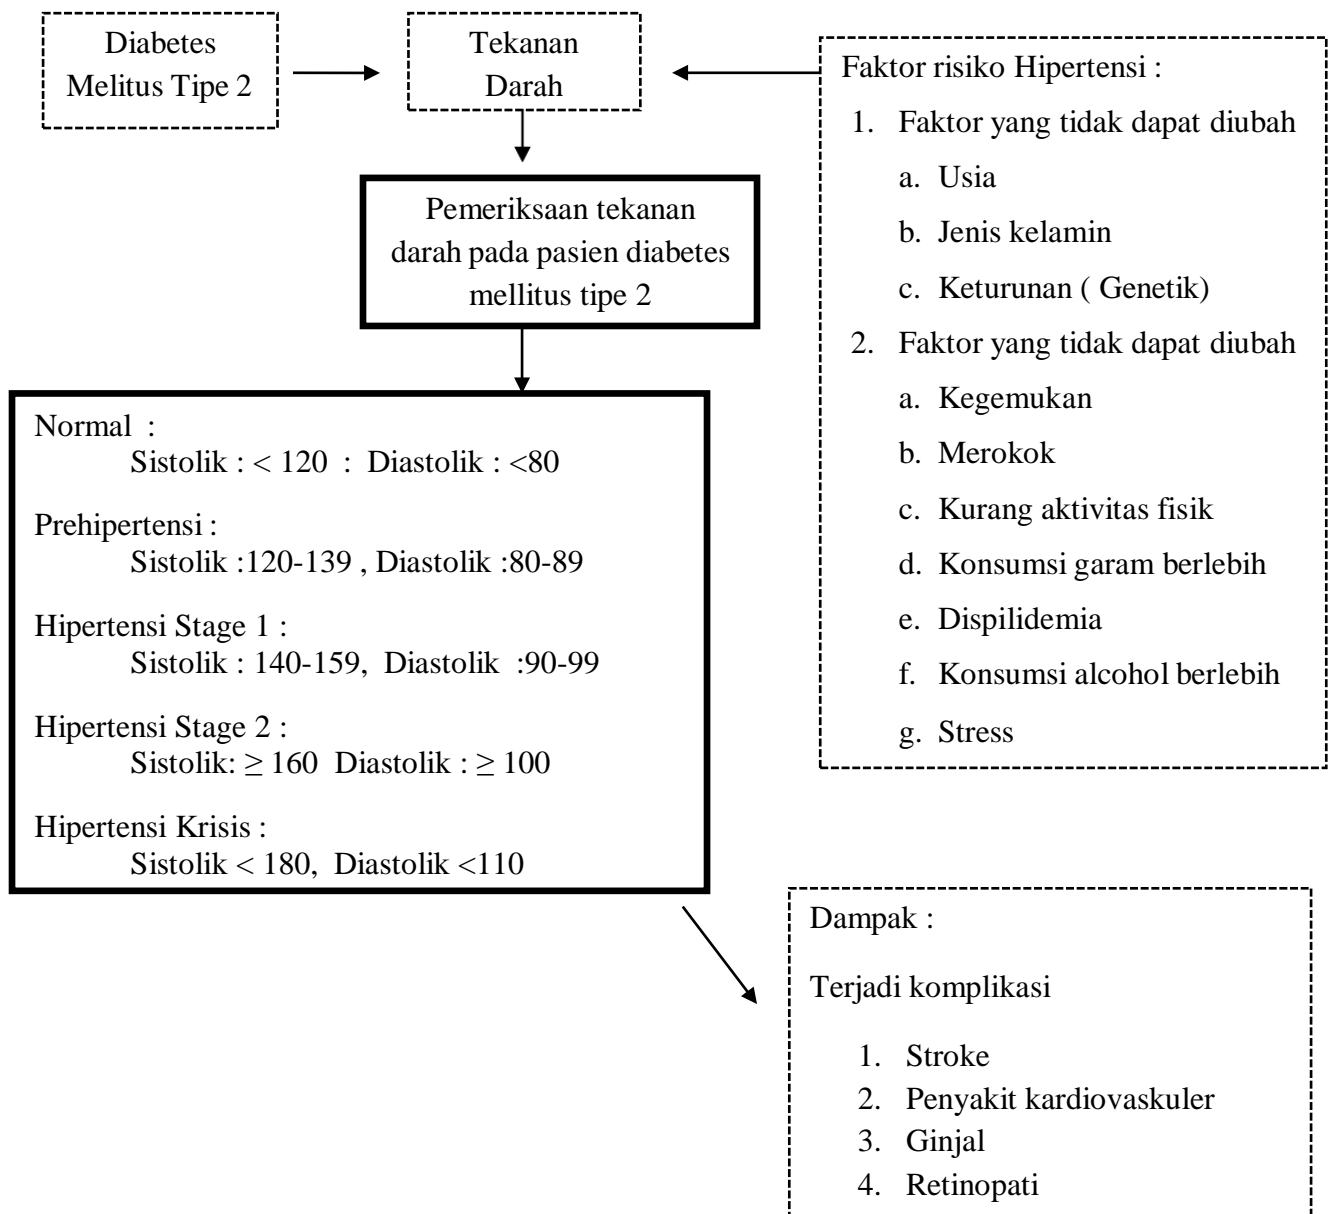 Diabetes
Melitus Tipe 2
Tekanan
Darah
Faktor risiko Hipertensi :
1. Faktor yang tidak dapat diubah
a. Usia
b. Jenis kelamin
c. Keturunan ( Genetik)
2. Faktor yang tidak dapat diubah
a. Kegemukan
b. Merokok
c. Kurang aktivitas fisik
d. Konsumsi garam berlebih
e. Dispilidemia
f. Konsumsi alcohol berlebih
g. Stress
Pemeriksaan tekanan
darah pada pasien diabetes
mellitus tipe 2
Normal :
Sistolik : < 120 : Diastolik : <80
Prehipertensi :
Sistolik :120-139 , Diastolik :80-89
Hipertensi Stage 1 :
Sistolik : 140-159, Diastolik :90-99
Hipertensi Stage 2 :
Sistolik: ≥ 160 Diastolik : ≥ 100
Hipertensi Krisis :
Sistolik < 180, Diastolik <110
Dampak :
Terjadi komplikasi
1. Stroke
2. Penyakit kardiovaskuler
3. Ginjal
4. Retinopati